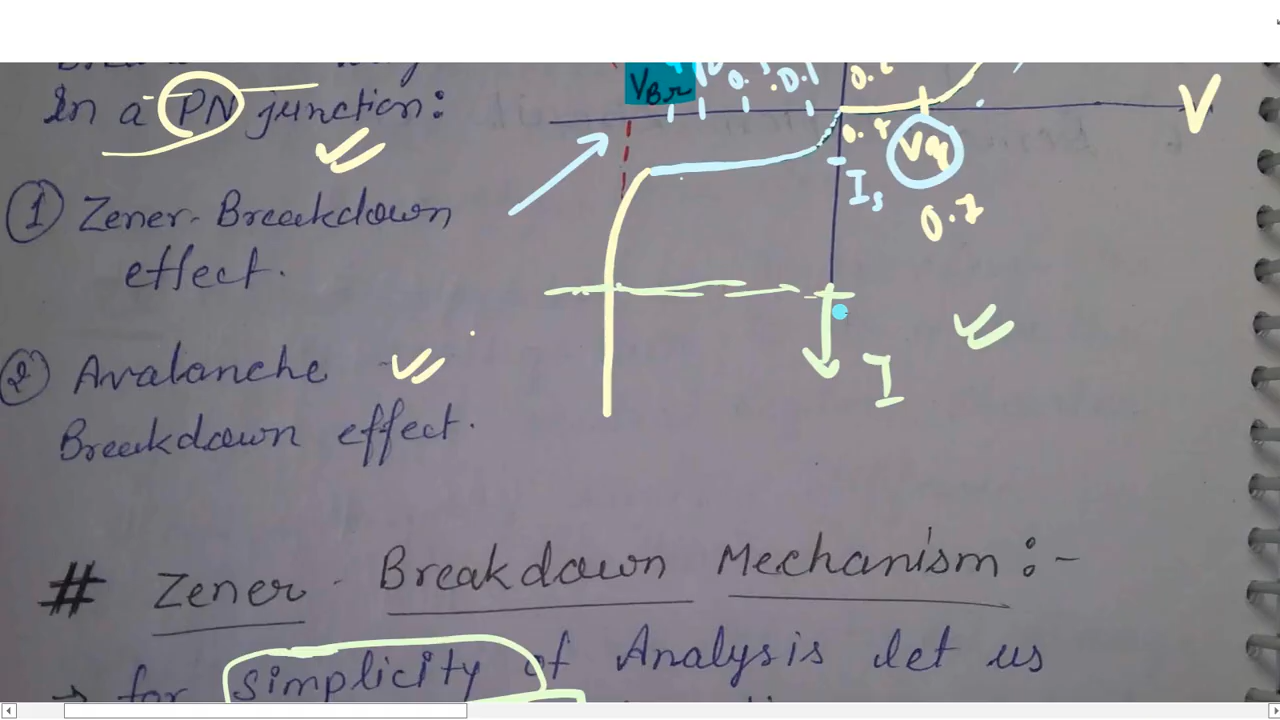 In a PN junction:
① Zener-Breakdown
effect.
② Avalanche
Breakdown effect.
VBr
V
Is
0.7
I
# Zener - Breakdown Mechanism :-
→ for simplicity of Analysis let us